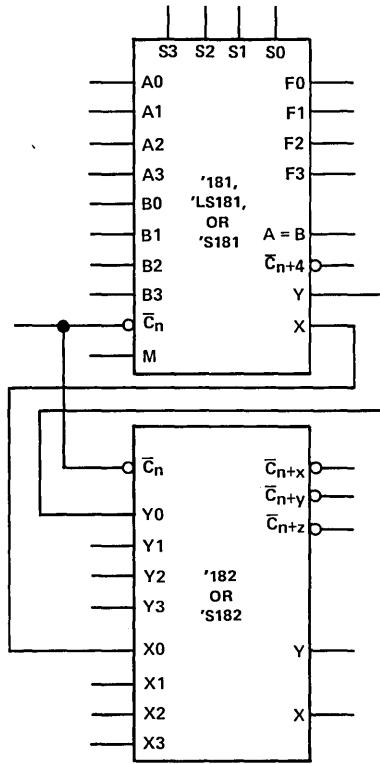 S3 S2 S1 S0
A0 F0
A1 F1
A2 F2
A3 F3
'181,
'LS181,
OR
'S181
B0
B1 A = B
B2 C̅n+4
B3 Y
C̅n X
M
C̅n C̅n+x
C̅n+y
C̅n+z
Y0
Y1
Y2
Y3
'182
OR
'S182
X0 Y
X1
X2 X
X3